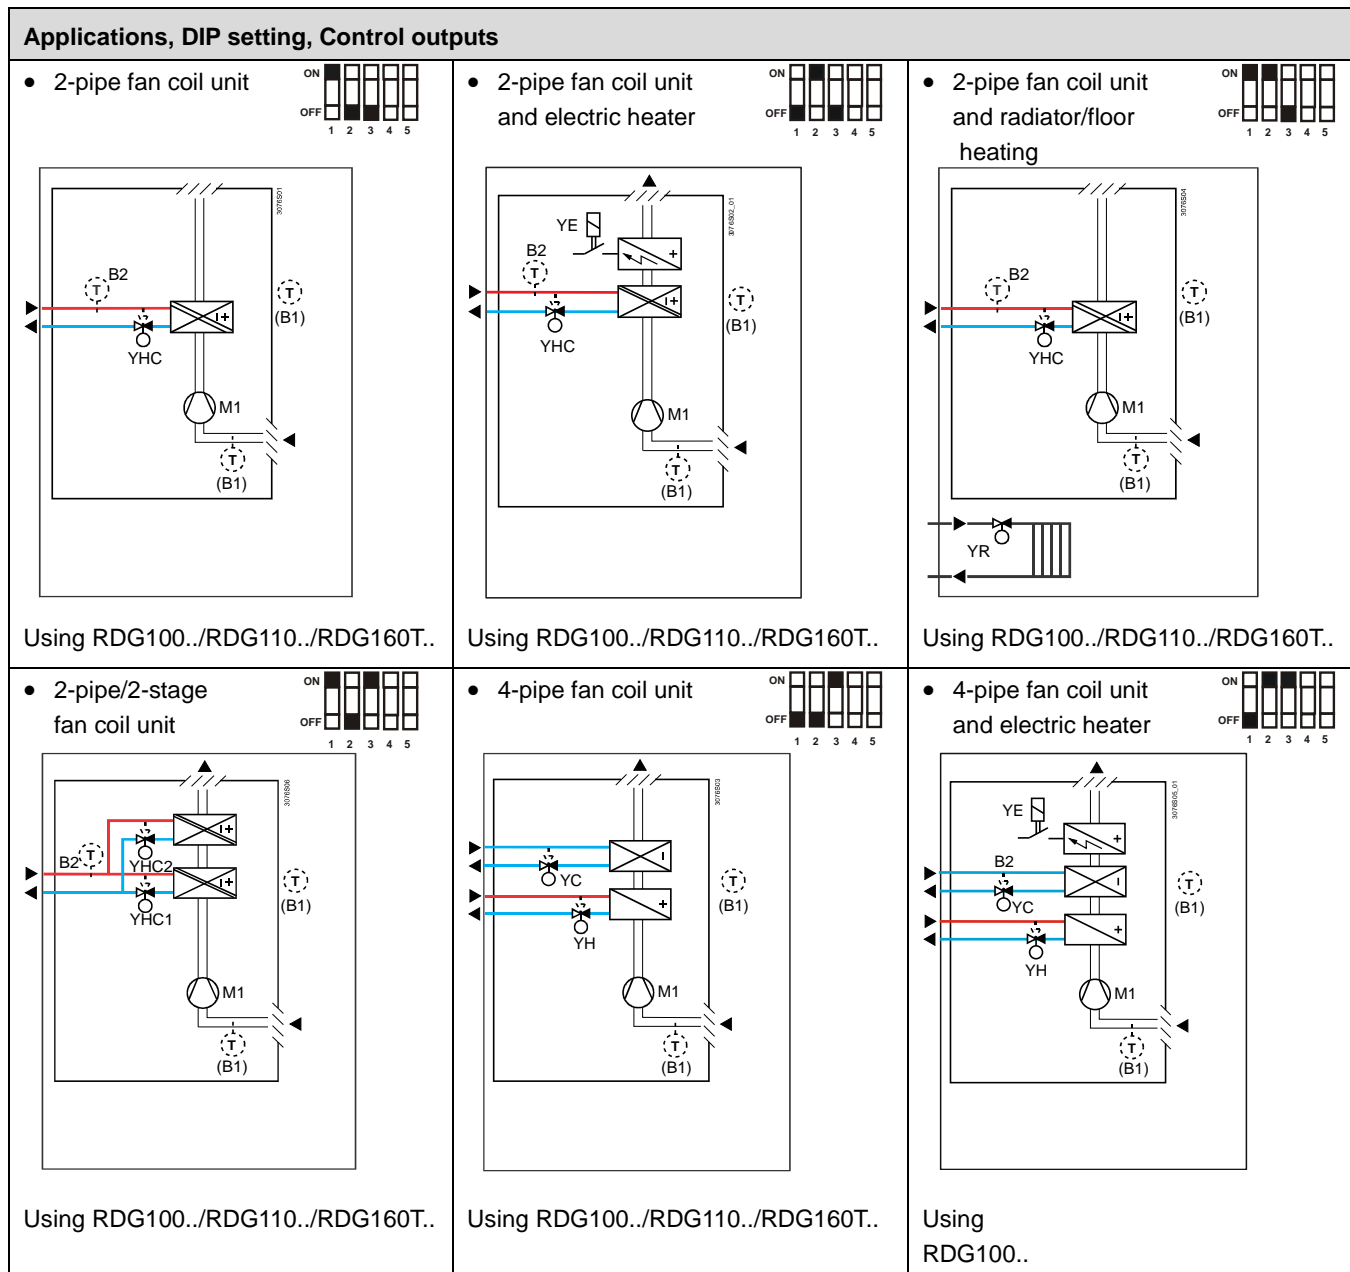 Applications, DIP setting, Control outputs
• 2-pipe fan coil unit
ON
OFF
1 2 3 4 5
3076S01
B2
T
T
(B1)
YHC
M1
T
(B1)
Using RDG100../RDG110../RDG160T..
• 2-pipe fan coil unit
and electric heater
ON
OFF
1 2 3 4 5
3076S02_01
YE
+
B2
T
T
(B1)
YHC
M1
T
(B1)
Using RDG100../RDG110../RDG160T..
• 2-pipe fan coil unit
and radiator/floor
heating
ON
OFF
1 2 3 4 5
3076S04
B2
T
T
(B1)
YHC
M1
T
(B1)
YR
Using RDG100../RDG110../RDG160T..
• 2-pipe/2-stage
fan coil unit
ON
OFF
1 2 3 4 5
3076S06
B2
T
YHC2
T
(B1)
YHC1
M1
T
(B1)
Using RDG100../RDG110../RDG160T..
• 4-pipe fan coil unit
ON
OFF
1 2 3 4 5
3076S03
YC
T
(B1)
+
YH
M1
T
(B1)
Using RDG100../RDG110../RDG160T..
• 4-pipe fan coil unit
and electric heater
ON
OFF
1 2 3 4 5
3076S05_01
YE
+
B2
YC
T
(B1)
+
YH
M1
T
(B1)
Using
RDG100..